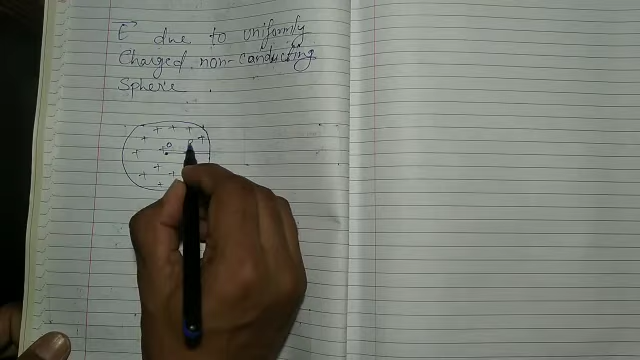 E due to uniformly
Charged non-conducting
Sphere.
O
R